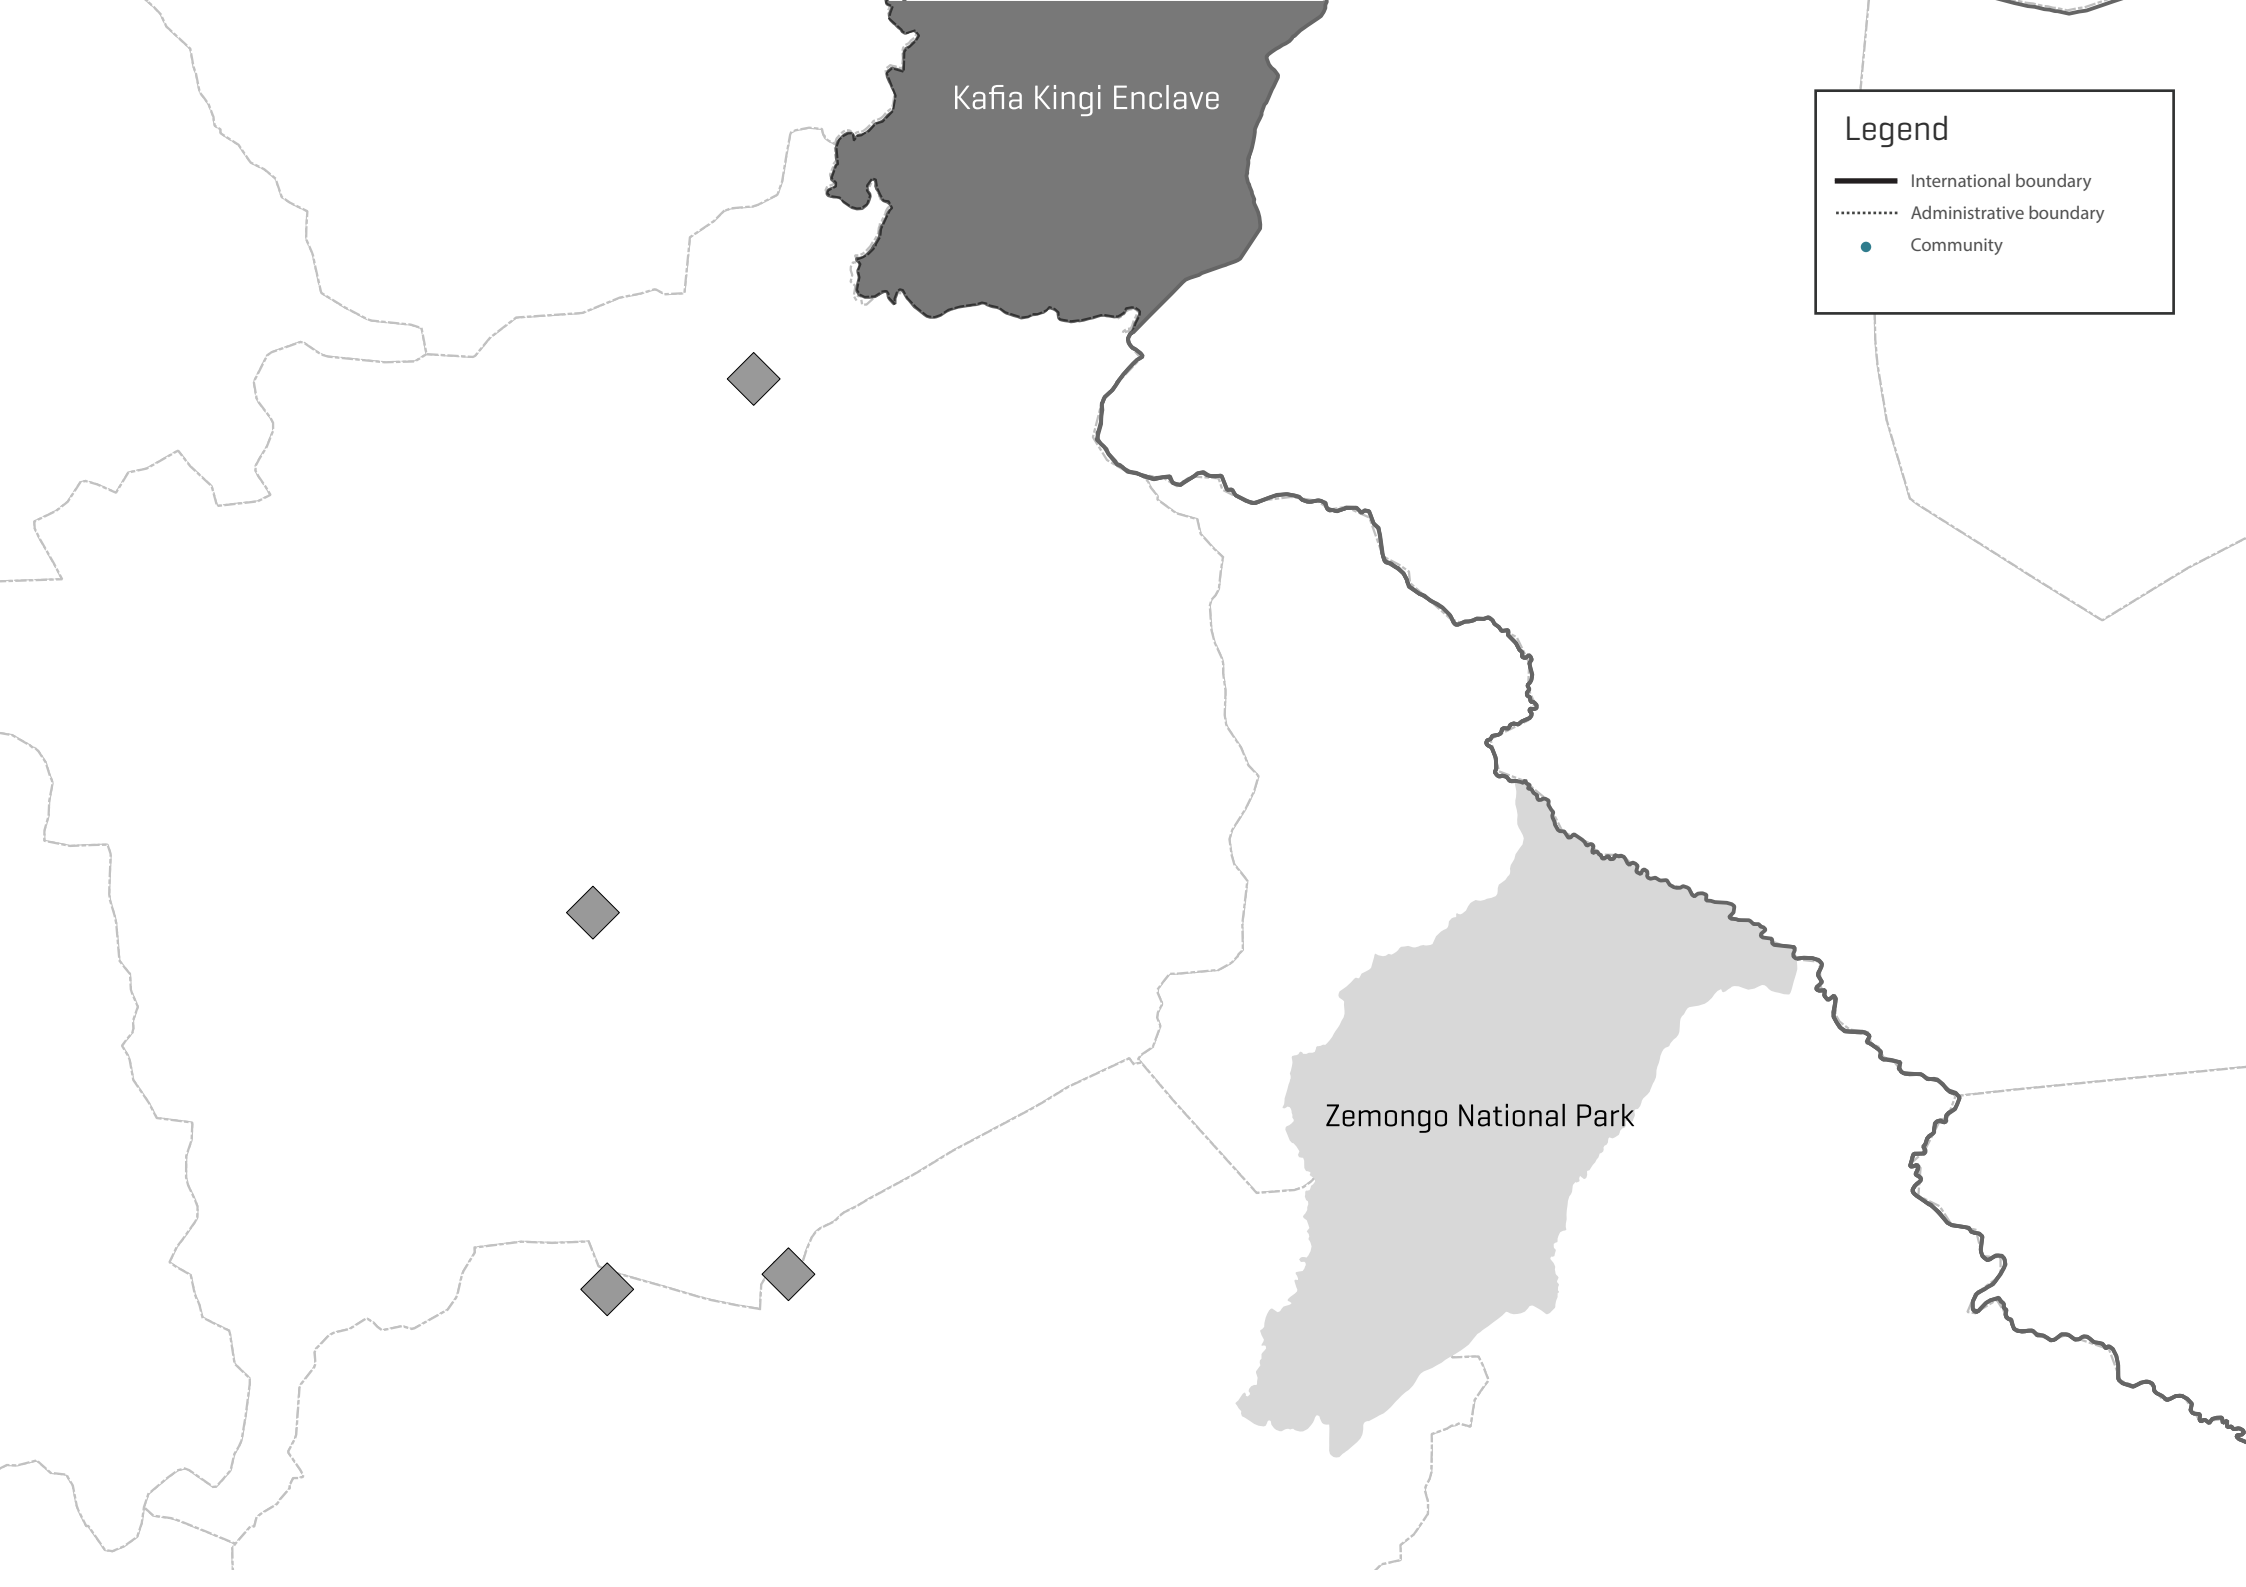 Kafia Kingi Enclave
Legend
International boundary
Administrative boundary
Community
Zemongo National Park